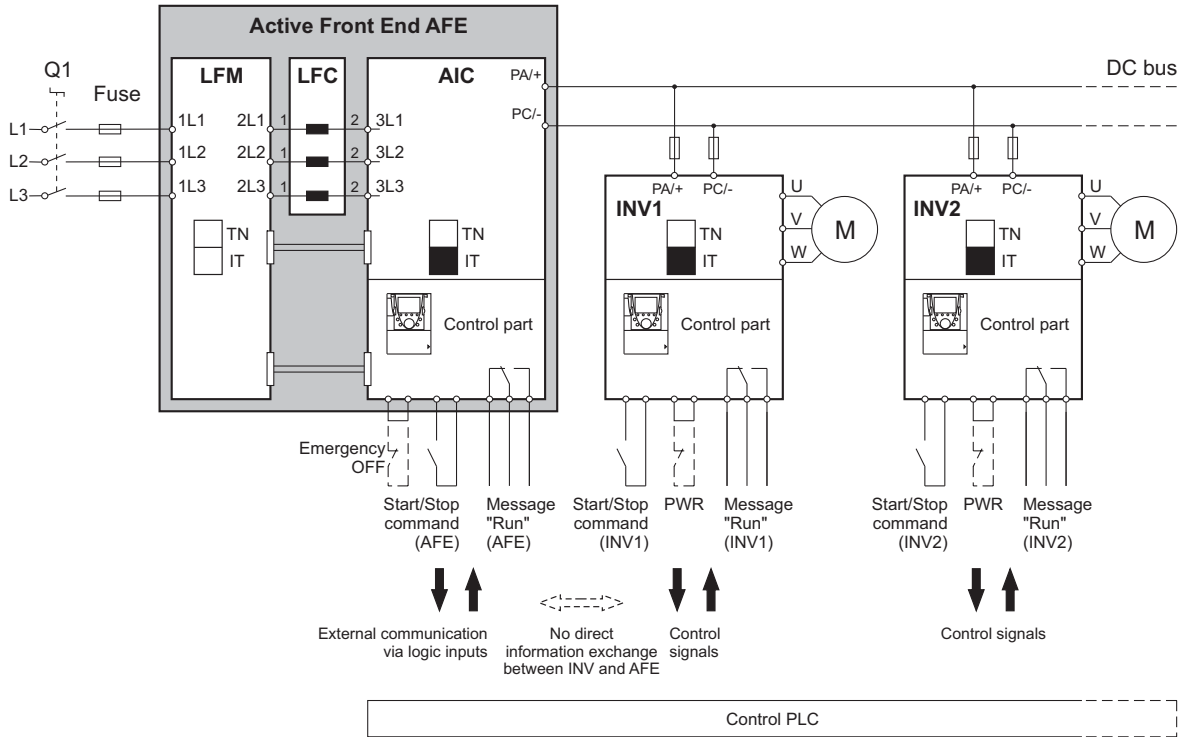 Active Front End AFE
LFM
LFC
AIC
PA/+
PC/-
DC bus
Q1
Fuse
L1
L2
L3
1L1
1L2
1L3
2L1
2L2
2L3
1
1
1
2
2
2
3L1
3L2
3L3
TN
IT
TN
IT
Control part
PA/+
PC/-
INV1
TN
IT
U
V
W
M
Control part
PA/+
PC/-
INV2
TN
IT
U
V
W
M
Control part
Emergency
OFF
Start/Stop
command
(AFE)
Message
"Run"
(AFE)
Start/Stop
command
(INV1)
PWR
Message
"Run"
(INV1)
Start/Stop
command
(INV2)
PWR
Message
"Run"
(INV2)
External communication
via logic inputs
No direct
information exchange
between INV and AFE
Control
signals
Control signals
Control PLC